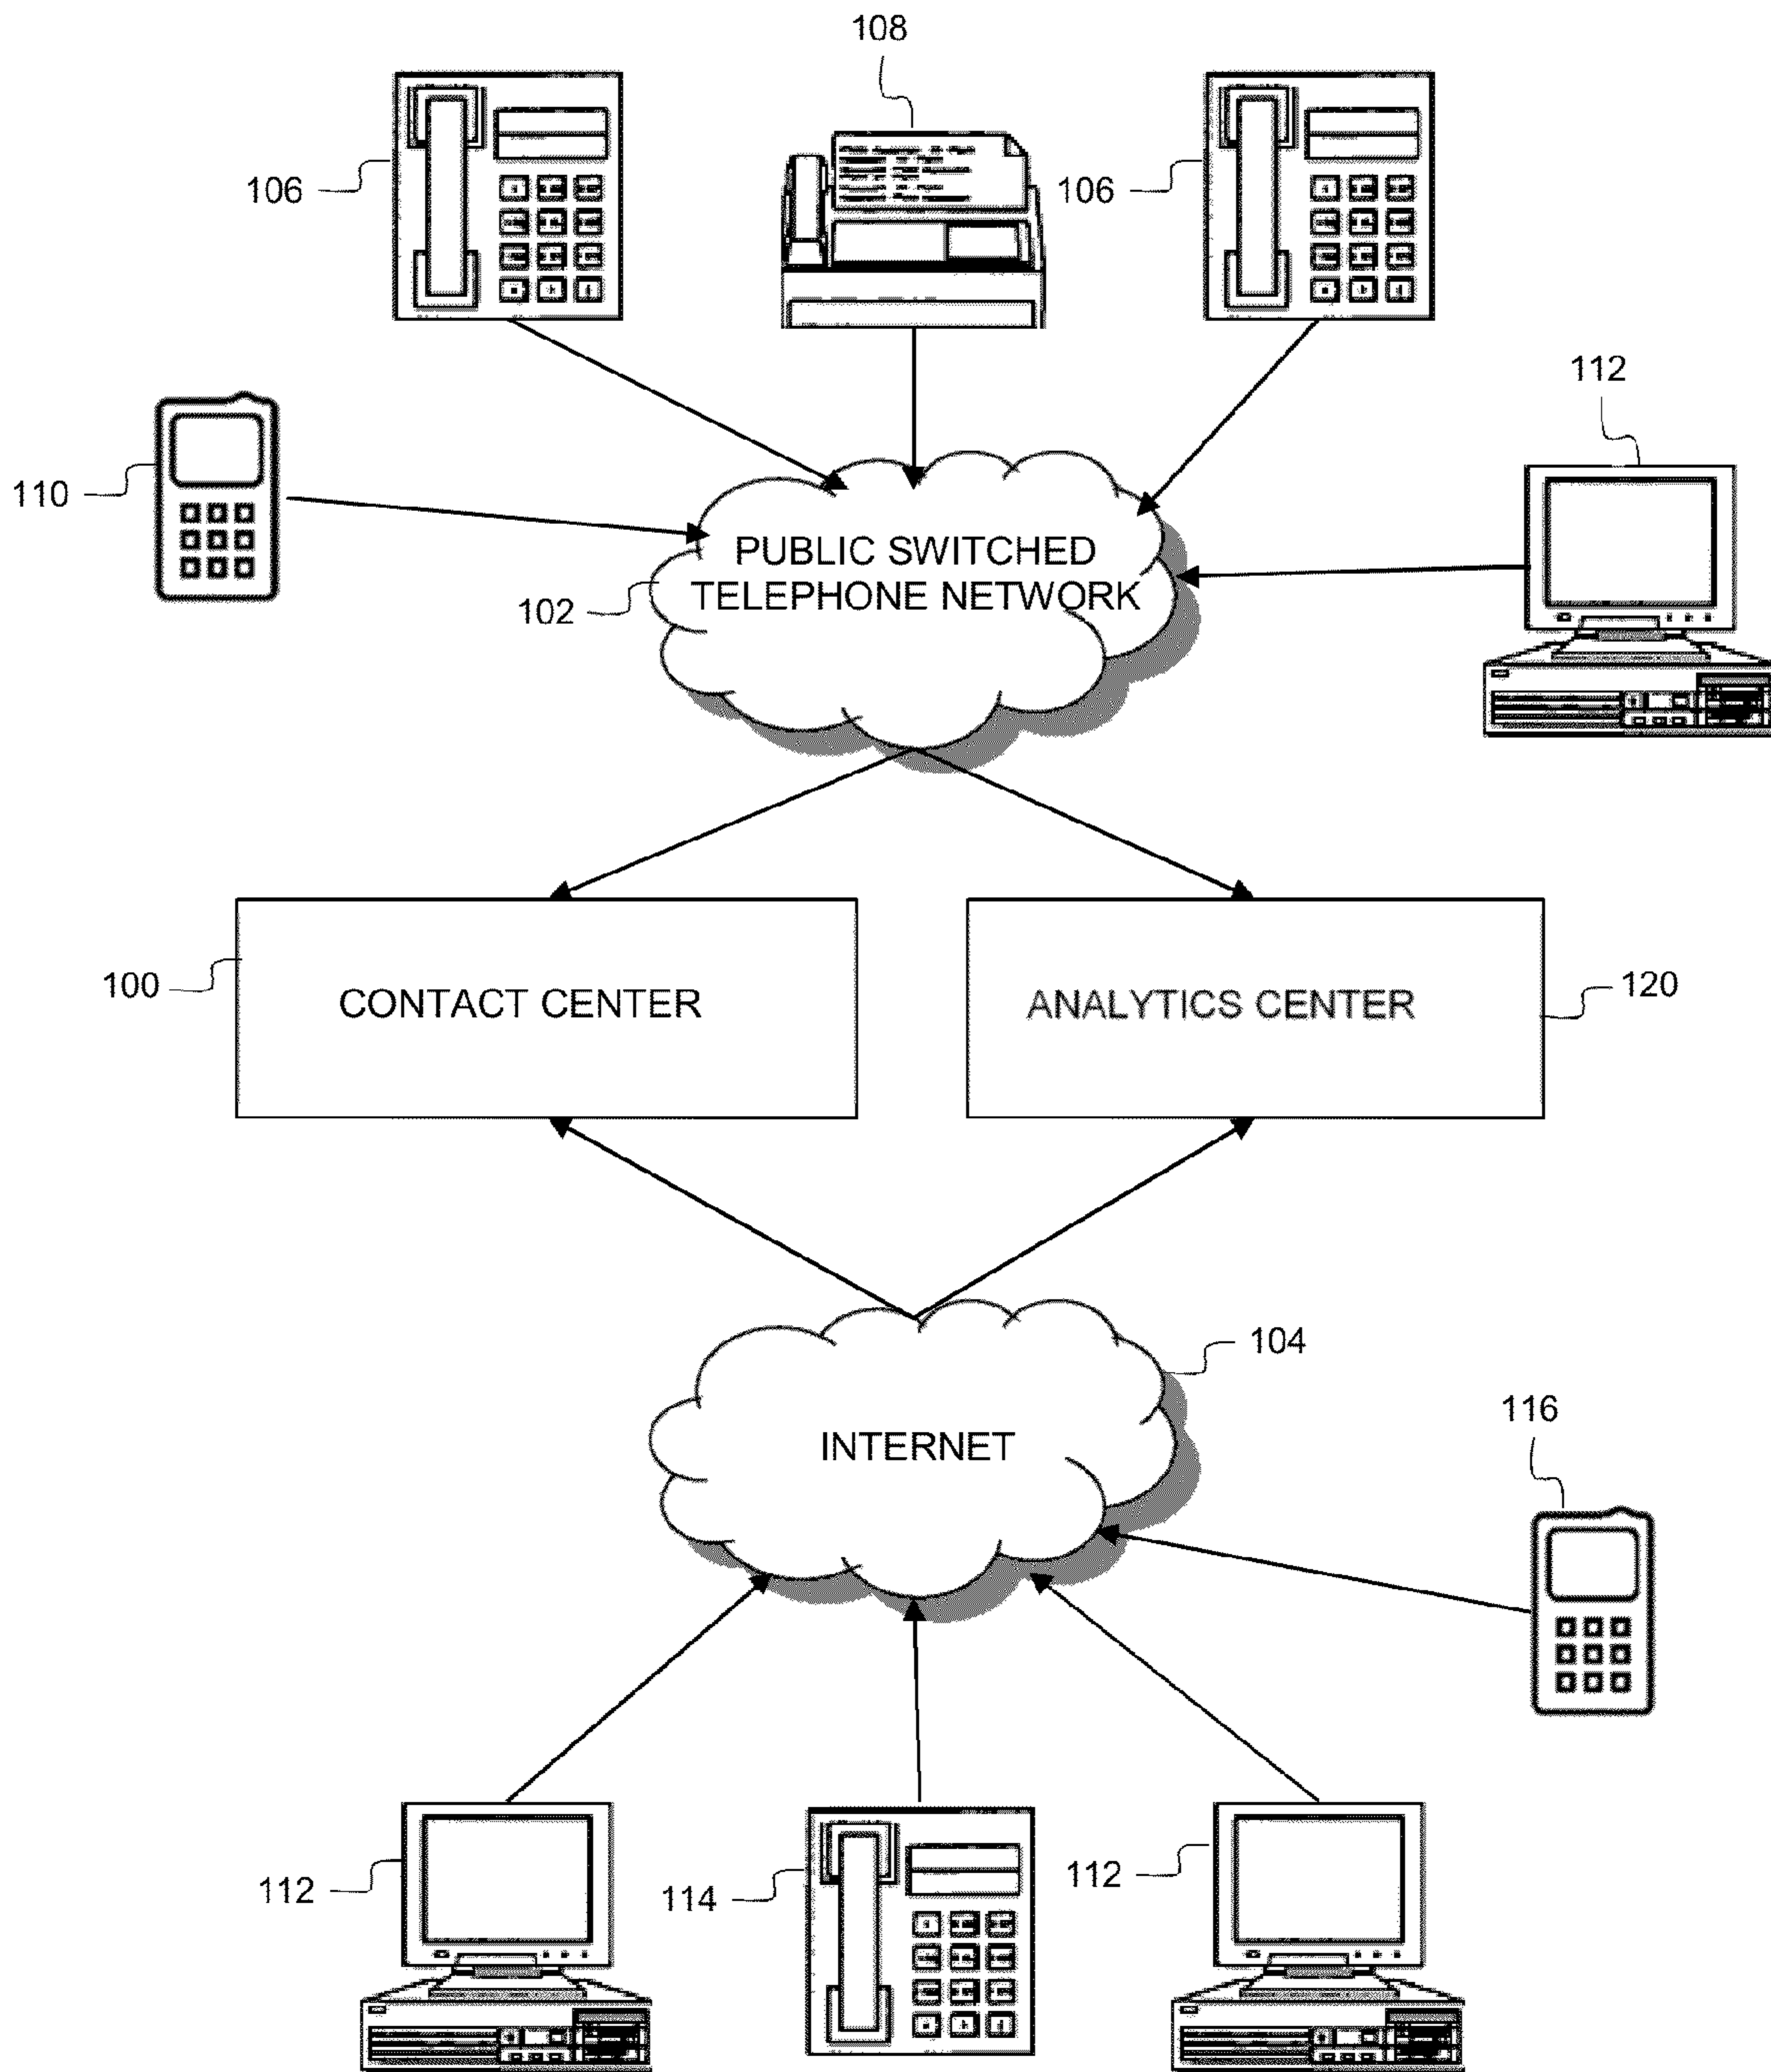 108
106
106
112
110
PUBLIC SWITCHED
TELEPHONE NETWORK
102
100
CONTACT CENTER
ANALYTICS CENTER
120
104
INTERNET
116
112
114
112